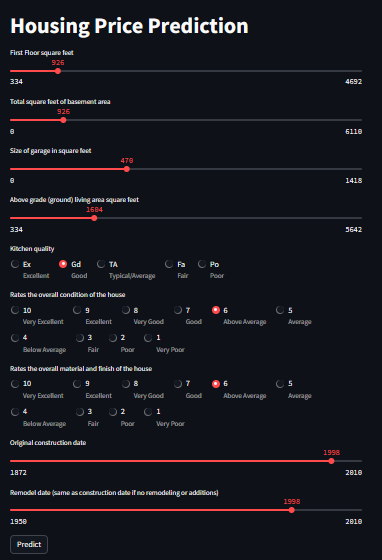 Housing Price Prediction
First Floor square feet
926
334 4692
Total square feet of basement area
926
0 6110
Size of garage in square feet
470
0 1418
Above grade (ground) living area square feet
1604
334 5642
Kitchen quality
Ex Gd TA Fa Po
Excellent Good Typical/Average Fair Poor
Rates the overall condition of the house
10 9 8 7 6 5
Very Excellent Excellent Very Good Good Above Average Average
4 3 2 1
Below Average Fair Poor Very Poor
Rates the overall material and finish of the house
10 9 8 7 6 5
Very Excellent Excellent Very Good Good Above Average Average
4 3 2 1
Below Average Fair Poor Very Poor
Original construction date
1998
1872 2010
Remodel date (same as construction date if no remodeling or additions)
1998
1950 2010
Predict